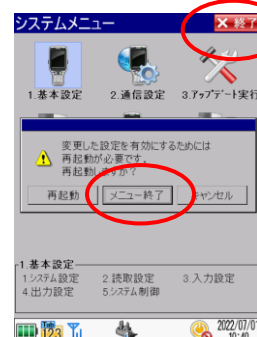 システムメニュー
× 終了
1.基本設定
2.通信設定
3.アップデート実行
変更した設定を有効にするためには
再起動が必要です。
再起動しますか?
再起動
メニュー終了
キャンセル
1.基本設定
1.システム設定
2.読取設定
3.入力設定
4.出力設定
5.システム制御
123
2022/07/0
10:40